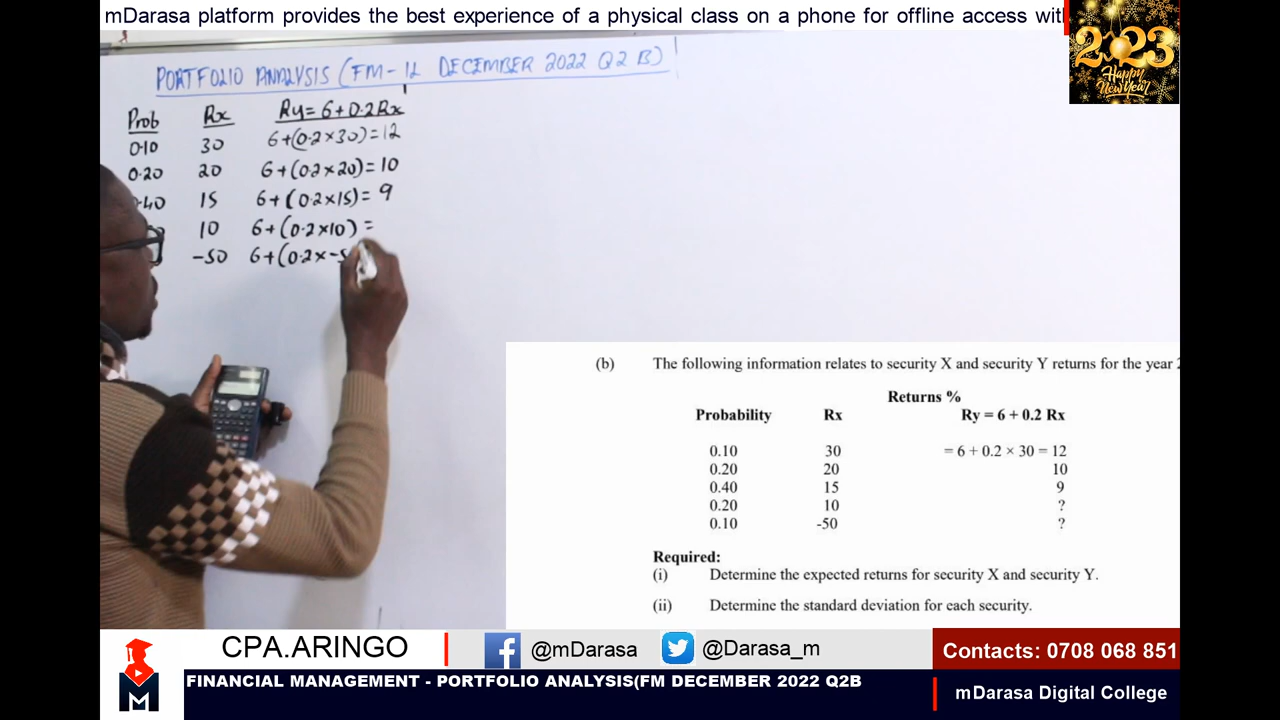 mDarasa platform provides the best experience of a physical class on a phone for offline access wit
2023
Happy
New Year
PORTFOLIO ANALYSIS (FM - 12 DECEMBER 2022 Q2 B)
Prob Rx Ry = 6 + 0.2Rx
0.10 30 6+(0.2×30) = 12
0.20 20 6+(0.2×20) = 10
.40 15 6+(0.2×15) = 9
10 6+(0.2×10) =
-50 6+(0.2×-5
(b) The following information relates to security X and security Y returns for the year
Returns %
Probability Rx Ry = 6 + 0.2 Rx
0.10 30 = 6 + 0.2 × 30 = 12
0.20 20 10
0.40 15 9
0.20 10 ?
0.10 -50 ?
Required:
(i) Determine the expected returns for security X and security Y.
(ii) Determine the standard deviation for each security.
CPA.ARINGO @mDarasa @Darasa_m Contacts: 0708 068 851
M
FINANCIAL MANAGEMENT - PORTFOLIO ANALYSIS(FM DECEMBER 2022 Q2B
mDarasa Digital College